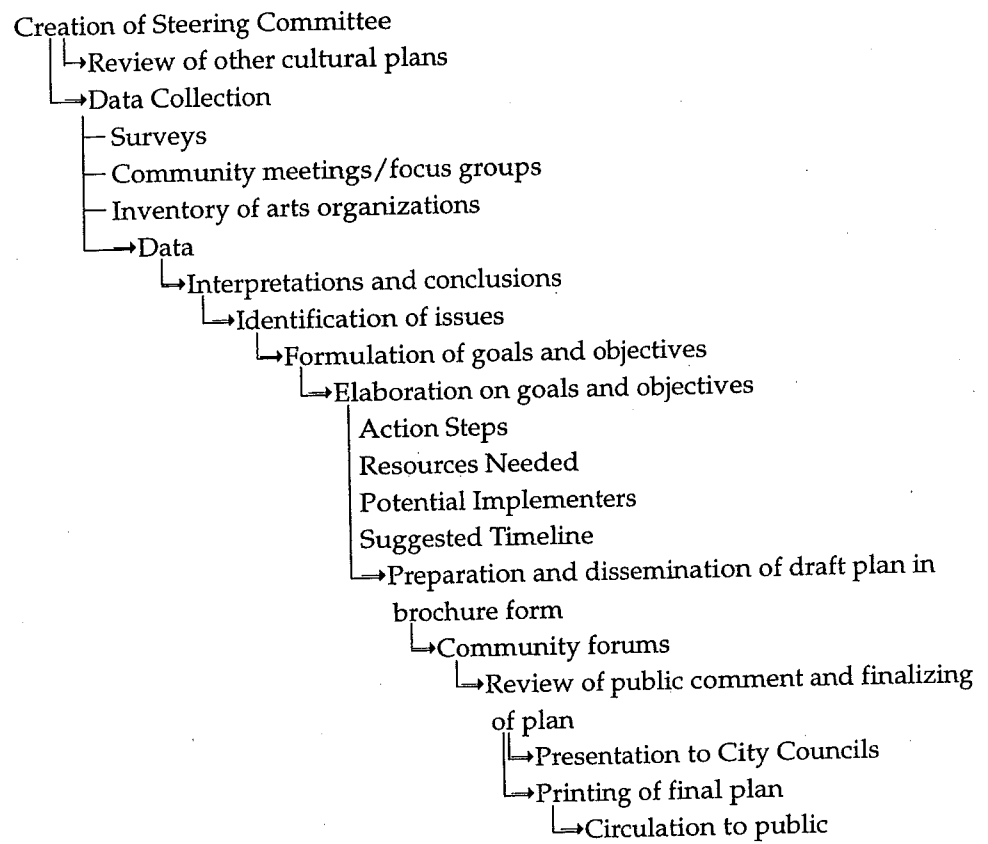 Creation of Steering Committee
Review of other cultural plans
Data Collection
Surveys
Community meetings/focus groups
Inventory of arts organizations
Data
Interpretations and conclusions
Identification of issues
Formulation of goals and objectives
Elaboration on goals and objectives
Action Steps
Resources Needed
Potential Implementers
Suggested Timeline
Preparation and dissemination of draft plan in
brochure form
Community forums
Review of public comment and finalizing
of plan
Presentation to City Councils
Printing of final plan
Circulation to public